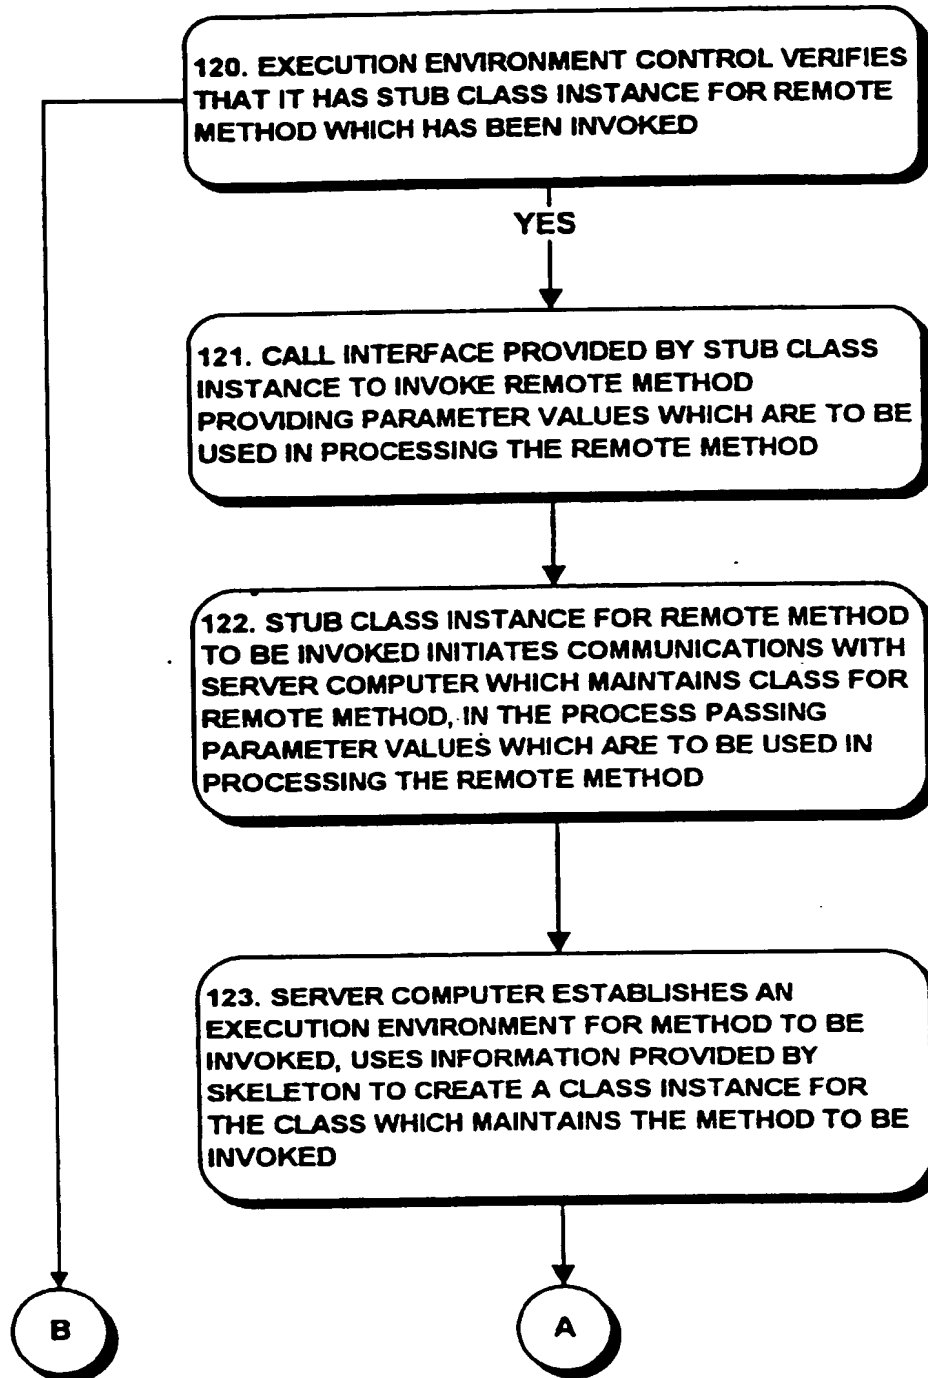 120. EXECUTION ENVIRONMENT CONTROL VERIFIES
THAT IT HAS STUB CLASS INSTANCE FOR REMOTE
METHOD WHICH HAS BEEN INVOKED
YES
121. CALL INTERFACE PROVIDED BY STUB CLASS
INSTANCE TO INVOKE REMOTE METHOD
PROVIDING PARAMETER VALUES WHICH ARE TO BE
USED IN PROCESSING THE REMOTE METHOD
122. STUB CLASS INSTANCE FOR REMOTE METHOD
TO BE INVOKED INITIATES COMMUNICATIONS WITH
SERVER COMPUTER WHICH MAINTAINS CLASS FOR
REMOTE METHOD, IN THE PROCESS PASSING
PARAMETER VALUES WHICH ARE TO BE USED IN
PROCESSING THE REMOTE METHOD
123. SERVER COMPUTER ESTABLISHES AN
EXECUTION ENVIRONMENT FOR METHOD TO BE
INVOKED, USES INFORMATION PROVIDED BY
SKELETON TO CREATE A CLASS INSTANCE FOR
THE CLASS WHICH MAINTAINS THE METHOD TO BE
INVOKED
B
A